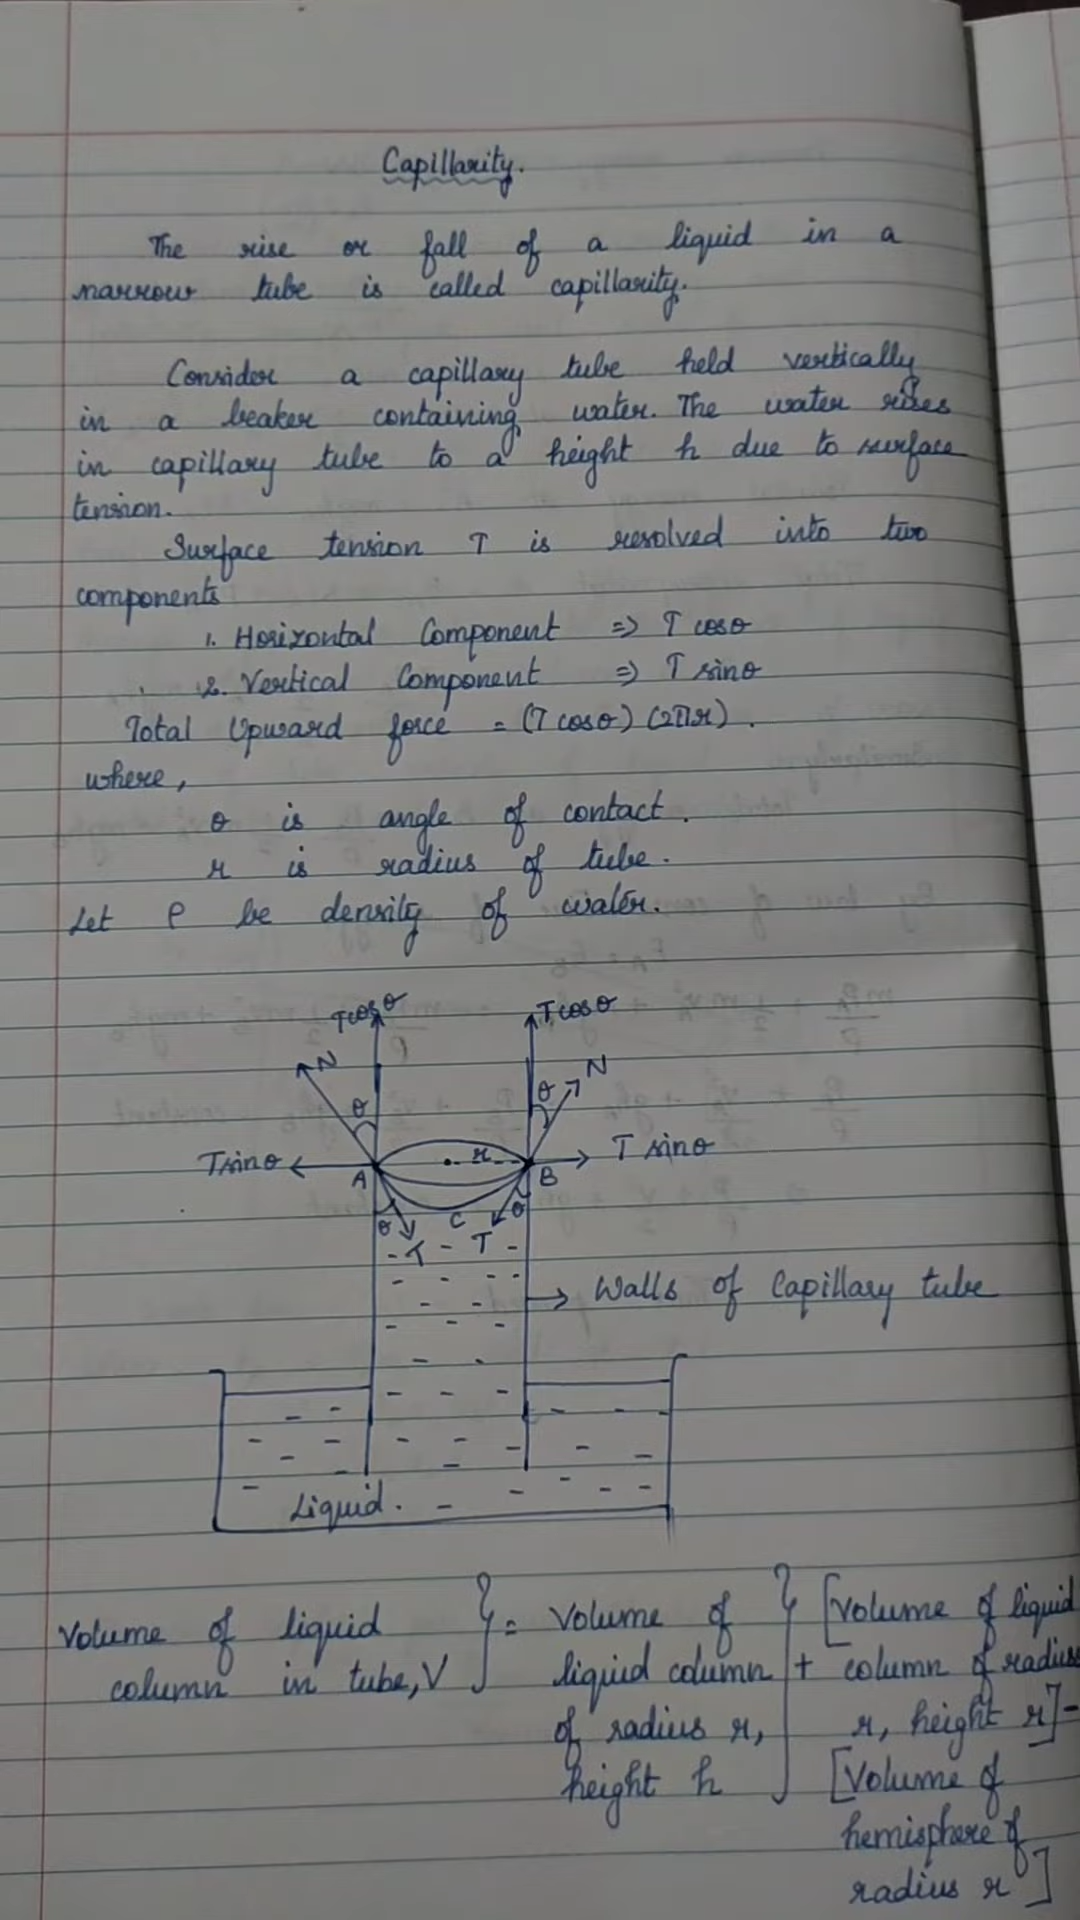 Capillarity.
The rise or fall of a liquid in a
narrow tube is called capillarity.
Consider a capillary tube held vertically
in a beaker containing water. The water rises
in capillary tube to a height h due to surface
tension.
Surface tension T is resolved into two
components
1. Horizontal Component ⇒ T cosθ
2. Vertical Component ⇒ T sinθ
Total Upward force = (T cosθ) (2πr).
where,
θ is angle of contact.
r is radius of tube.
Let ρ be density of water.
Tcosθ Tcosθ
N N
θ θ
Tsinθ r T sinθ
A B
θ C θ
T T
Walls of Capillary tube
Liquid.
Volume of liquid } = Volume of } [Volume of liquid
column in tube, V liquid column + column of radius
of radius r, r, height r] -
height h [Volume of
hemisphere of
radius r]